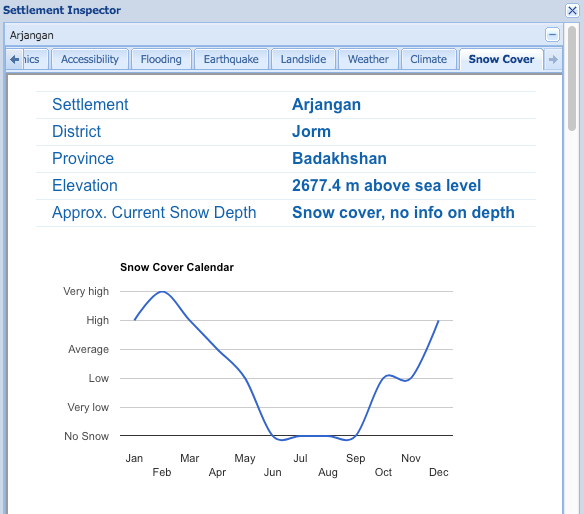 Settlement Inspector
Arjangan
nics Accessibility Flooding Earthquake Landslide Weather Climate Snow Cover
Settlement Arjangan
District Jorm
Province Badakhshan
Elevation 2677.4 m above sea level
Approx. Current Snow Depth Snow cover, no info on depth
Snow Cover Calendar
Very high
High
Average
Low
Very low
No Snow
Jan Mar May Jul Sep Nov
Feb Apr Jun Aug Oct Dec